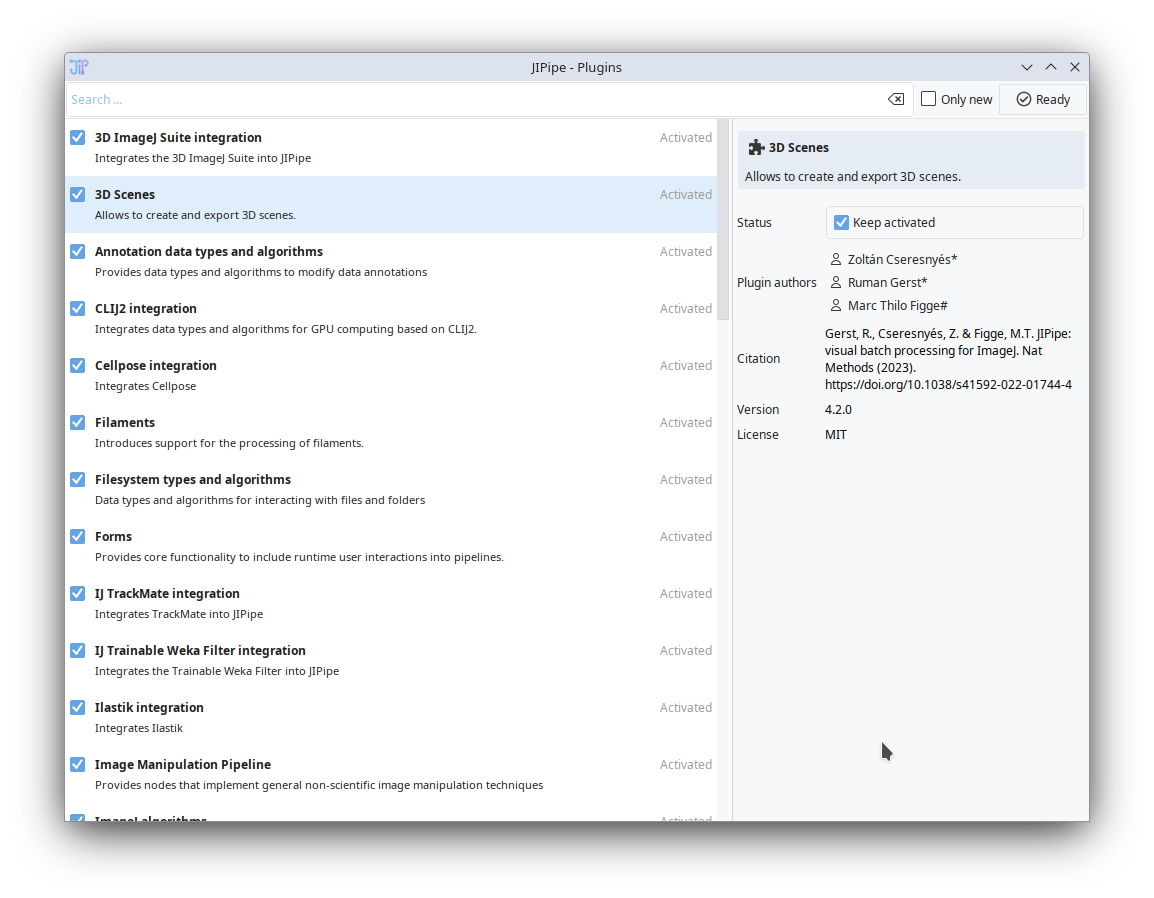 JIP
JIPipe - Plugins
Search ...
Only new
Ready
3D ImageJ Suite integration
Activated
Integrates the 3D ImageJ Suite into JIPipe
3D Scenes
Activated
Allows to create and export 3D scenes.
Annotation data types and algorithms
Activated
Provides data types and algorithms to modify data annotations
CLIJ2 integration
Activated
Integrates data types and algorithms for GPU computing based on CLIJ2.
Cellpose integration
Activated
Integrates Cellpose
Filaments
Activated
Introduces support for the processing of filaments.
Filesystem types and algorithms
Activated
Data types and algorithms for interacting with files and folders
Forms
Activated
Provides core functionality to include runtime user interactions into pipelines.
IJ TrackMate integration
Activated
Integrates TrackMate into JIPipe
IJ Trainable Weka Filter integration
Activated
Integrates the Trainable Weka Filter into JIPipe
Ilastik integration
Activated
Integrates Ilastik
Image Manipulation Pipeline
Activated
Provides nodes that implement general non-scientific image manipulation techniques
ImageJ algorithms
Activated
3D Scenes
Allows to create and export 3D scenes.
Status
Keep activated
Plugin authors
Zoltán Cseresnyés*
Ruman Gerst*
Marc Thilo Figge#
Citation
Gerst, R., Cseresnyés, Z. & Figge, M.T. JIPipe:
visual batch processing for ImageJ. Nat
Methods (2023).
https://doi.org/10.1038/s41592-022-01744-4
Version
4.2.0
License
MIT